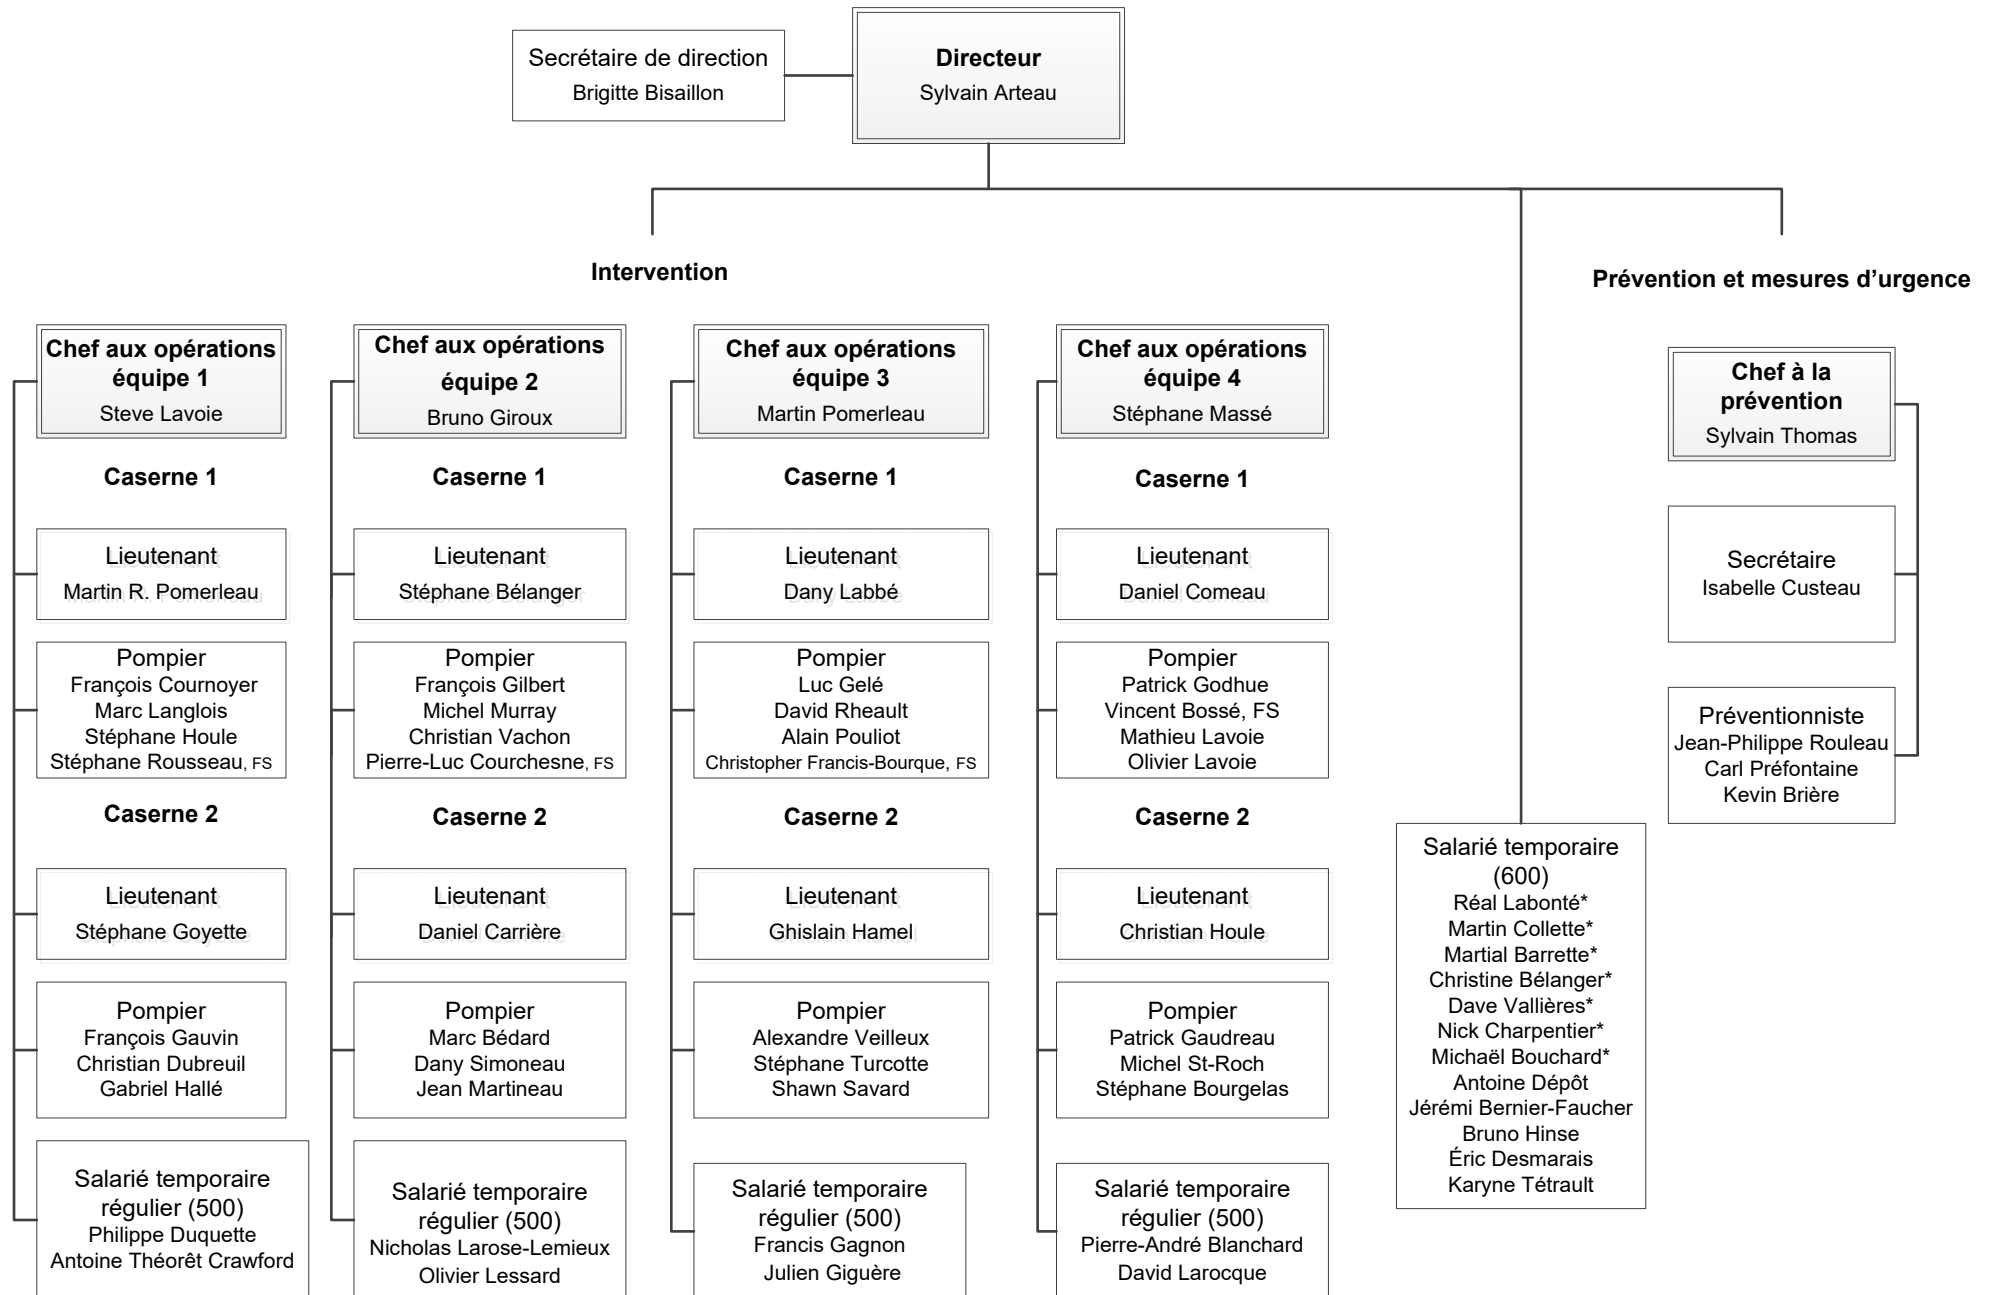 Secrétaire de direction
Brigitte Bisaillon
Directeur
Sylvain Arteau
Intervention
Prévention et mesures d’urgence
Chef aux opérations
équipe 1
Steve Lavoie
Caserne 1
Lieutenant
Martin R. Pomerleau
Pompier
François Cournoyer
Marc Langlois
Stéphane Houle
Stéphane Rousseau, FS
Caserne 2
Lieutenant
Stéphane Goyette
Pompier
François Gauvin
Christian Dubreuil
Gabriel Hallé
Salarié temporaire
régulier (500)
Philippe Duquette
Antoine Théorêt Crawford
Chef aux opérations
équipe 2
Bruno Giroux
Caserne 1
Lieutenant
Stéphane Bélanger
Pompier
François Gilbert
Michel Murray
Christian Vachon
Pierre-Luc Courchesne, FS
Caserne 2
Lieutenant
Daniel Carrière
Pompier
Marc Bédard
Dany Simoneau
Jean Martineau
Salarié temporaire
régulier (500)
Nicholas Larose-Lemieux
Olivier Lessard
Chef aux opérations
équipe 3
Martin Pomerleau
Caserne 1
Lieutenant
Dany Labbé
Pompier
Luc Gelé
David Rheault
Alain Pouliot
Christopher Francis-Bourque, FS
Caserne 2
Lieutenant
Ghislain Hamel
Pompier
Alexandre Veilleux
Stéphane Turcotte
Shawn Savard
Salarié temporaire
régulier (500)
Francis Gagnon
Julien Giguère
Chef aux opérations
équipe 4
Stéphane Massé
Caserne 1
Lieutenant
Daniel Comeau
Pompier
Patrick Godhue
Vincent Bossé, FS
Mathieu Lavoie
Olivier Lavoie
Caserne 2
Lieutenant
Christian Houle
Pompier
Patrick Gaudreau
Michel St-Roch
Stéphane Bourgelas
Salarié temporaire
régulier (500)
Pierre-André Blanchard
David Larocque
Salarié temporaire
(600)
Réal Labonté*
Martin Collette*
Martial Barrette*
Christine Bélanger*
Dave Vallières*
Nick Charpentier*
Michaël Bouchard*
Antoine Dépôt
Jérémi Bernier-Faucher
Bruno Hinse
Éric Desmarais
Karyne Tétrault
Chef à la
prévention
Sylvain Thomas
Secrétaire
Isabelle Custeau
Préventionniste
Jean-Philippe Rouleau
Carl Préfontaine
Kevin Brière